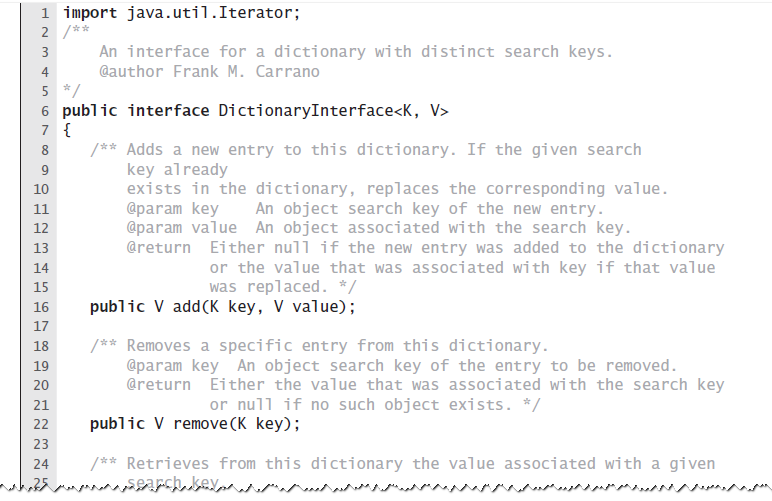 1 import java.util.Iterator;
2 /**
3 An interface for a dictionary with distinct search keys.
4 @author Frank M. Carrano
5 */
6 public interface DictionaryInterface<K, V>
7 {
8 /** Adds a new entry to this dictionary. If the given search
9 key already
10 exists in the dictionary, replaces the corresponding value.
11 @param key An object search key of the new entry.
12 @param value An object associated with the search key.
13 @return Either null if the new entry was added to the dictionary
14 or the value that was associated with key if that value
15 was replaced. */
16 public V add(K key, V value);
17
18 /** Removes a specific entry from this dictionary.
19 @param key An object search key of the entry to be removed.
20 @return Either the value that was associated with the search key
21 or null if no such object exists. */
22 public V remove(K key);
23
24 /** Retrieves from this dictionary the value associated with a given
25 search key.